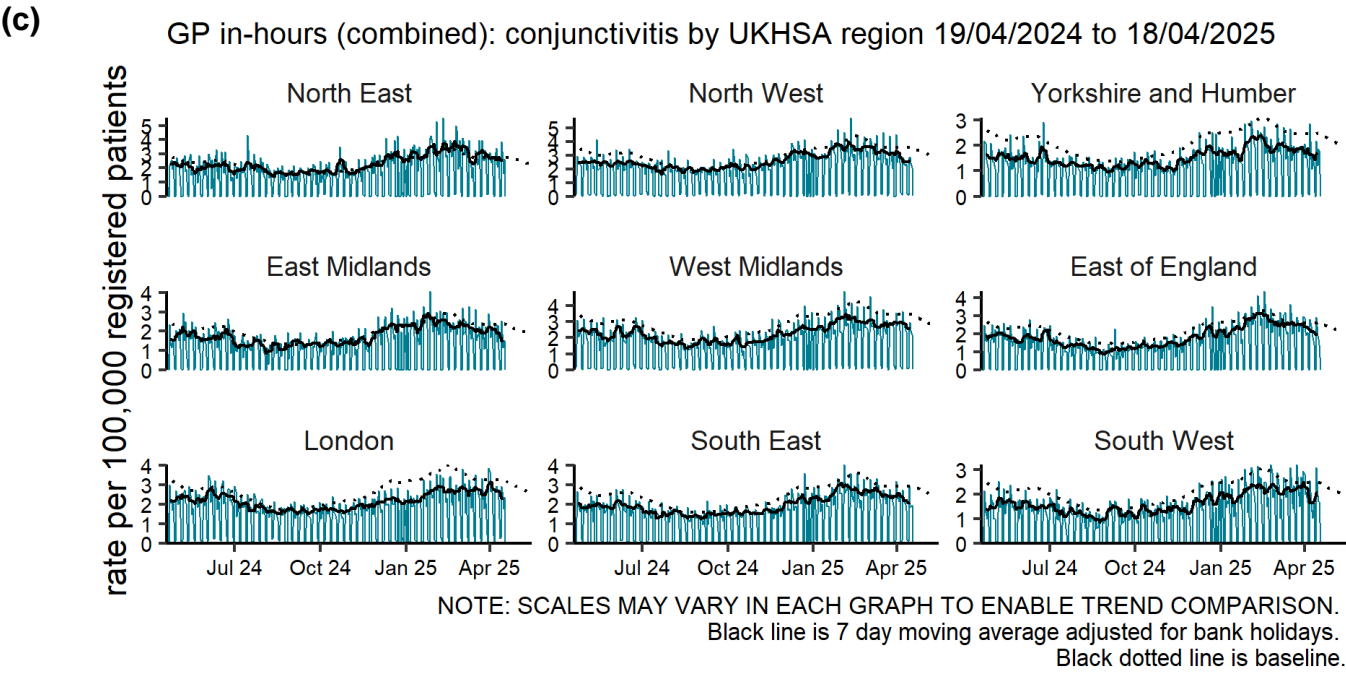 (c)
GP in-hours (combined): conjunctivitis by UKHSA region 19/04/2024 to 18/04/2025
rate per 100,000 registered patients
North East
5
4
3
2
1
0
North West
5
4
3
2
1
0
Yorkshire and Humber
3
2
1
0
East Midlands
4
3
2
1
0
West Midlands
4
3
2
1
0
East of England
4
3
2
1
0
London
4
3
2
1
0
South East
4
3
2
1
0
South West
3
2
1
0
Jul 24 Oct 24 Jan 25 Apr 25
Jul 24 Oct 24 Jan 25 Apr 25
Jul 24 Oct 24 Jan 25 Apr 25
NOTE: SCALES MAY VARY IN EACH GRAPH TO ENABLE TREND COMPARISON.
Black line is 7 day moving average adjusted for bank holidays.
Black dotted line is baseline.